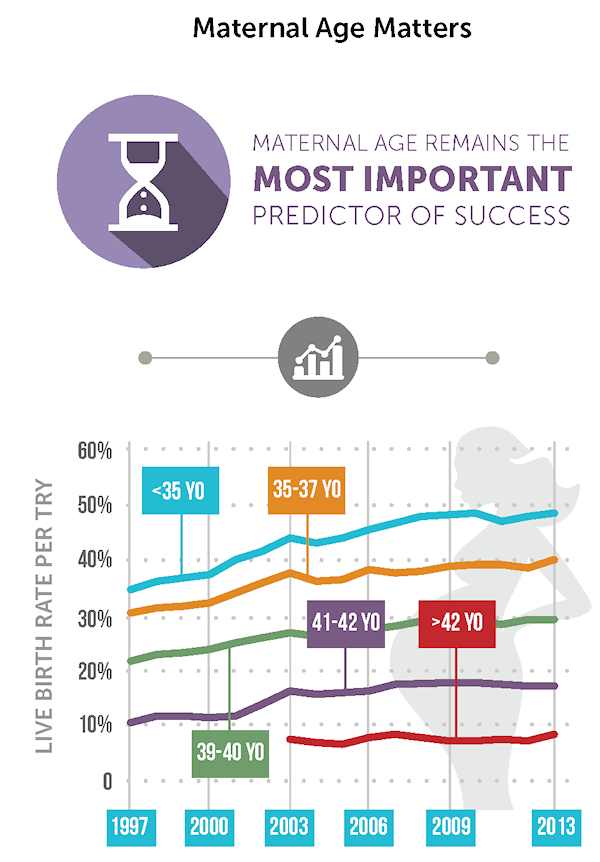 Maternal Age Matters
MATERNAL AGE REMAINS THE
MOST IMPORTANT
PREDICTOR OF SUCCESS
LIVE BIRTH RATE PER TRY
60%
50%
40%
30%
20%
10%
0
<35 YO
35-37 YO
41-42 YO
>42 YO
39-40 YO
1997
2000
2003
2006
2009
2013